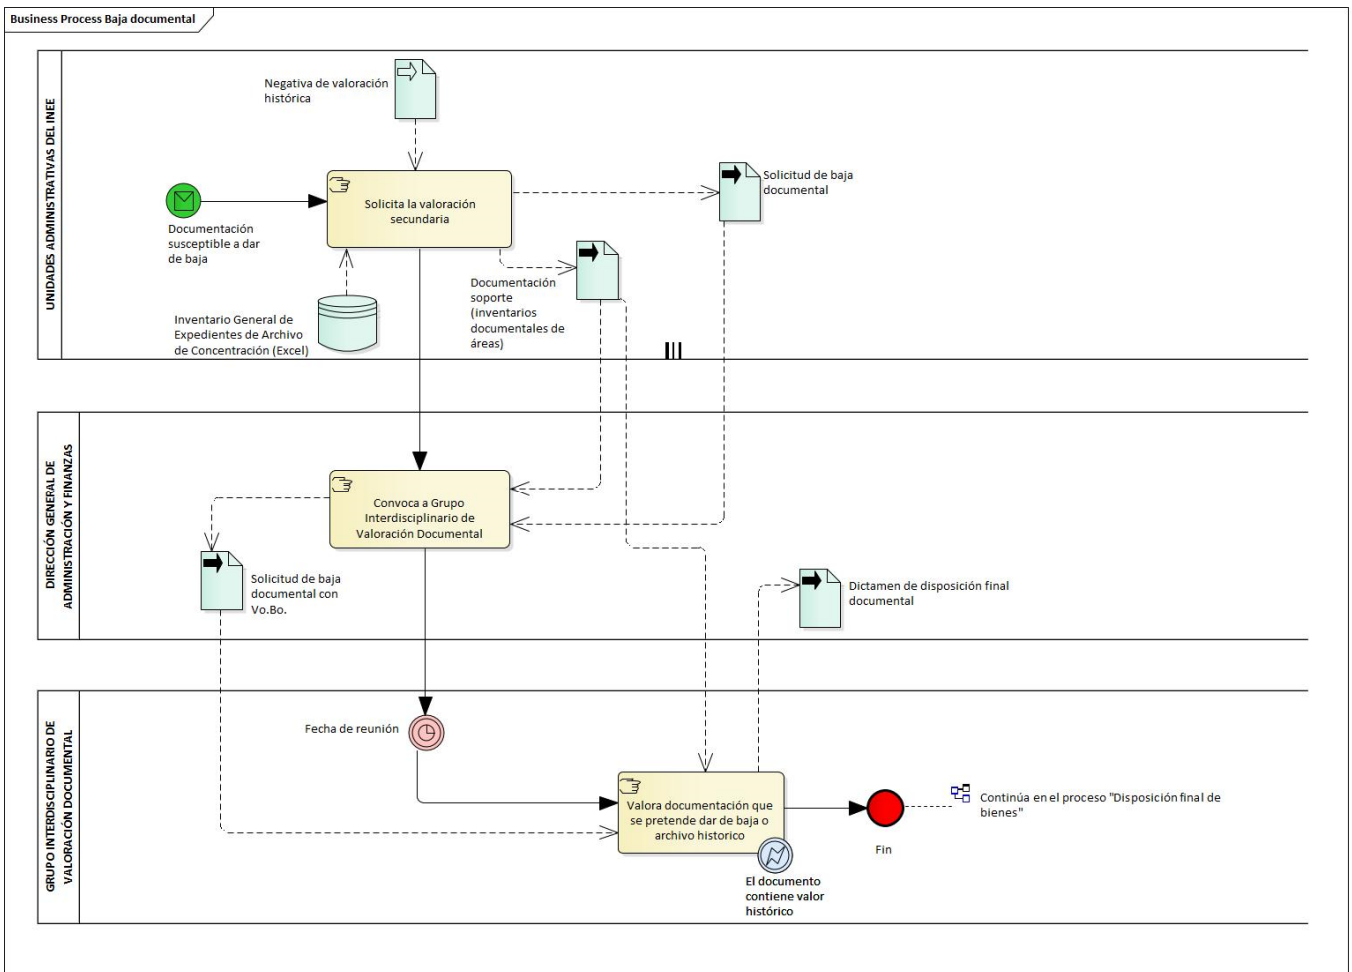 Business Process Baja documental
UNIDADES ADMINISTRATIVAS DEL INEE
Negativa de valoración
histórica
Solicita la valoración
secundaria
Solicitud de baja
documental
Documentación
susceptible a dar
de baja
Documentación
soporte
(inventarios
documentales de
áreas)
Inventario General de
Expedientes de Archivo
de Concentración (Excel)
DIRECCIÓN GENERAL DE
ADMINISTRACIÓN Y FINANZAS
Convoca a Grupo
Interdisciplinario de
Valoración Documental
Solicitud de baja
documental con
Vo.Bo.
Dictamen de disposición final
documental
GRUPO INTERDISCIPLINARIO DE
VALORACIÓN DOCUMENTAL
Fecha de reunión
Valora documentación que
se pretende dar de baja o
archivo historico
Continúa en el proceso "Disposición final de
bienes"
Fin
El documento
contiene valor
histórico